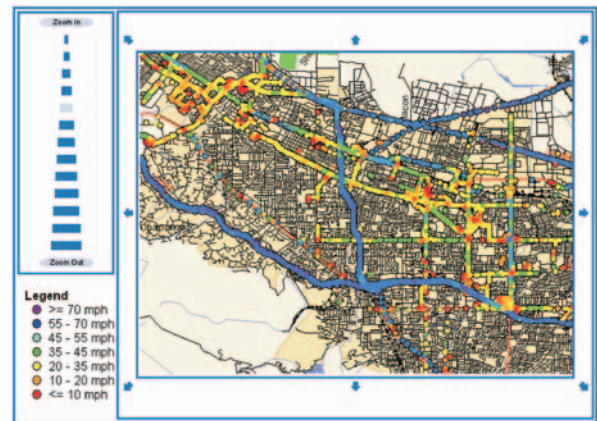 Zoom In
Zoom Out
Legend
>= 70 mph
55 - 70 mph
45 - 55 mph
35 - 45 mph
20 - 35 mph
10 - 20 mph
<= 10 mph